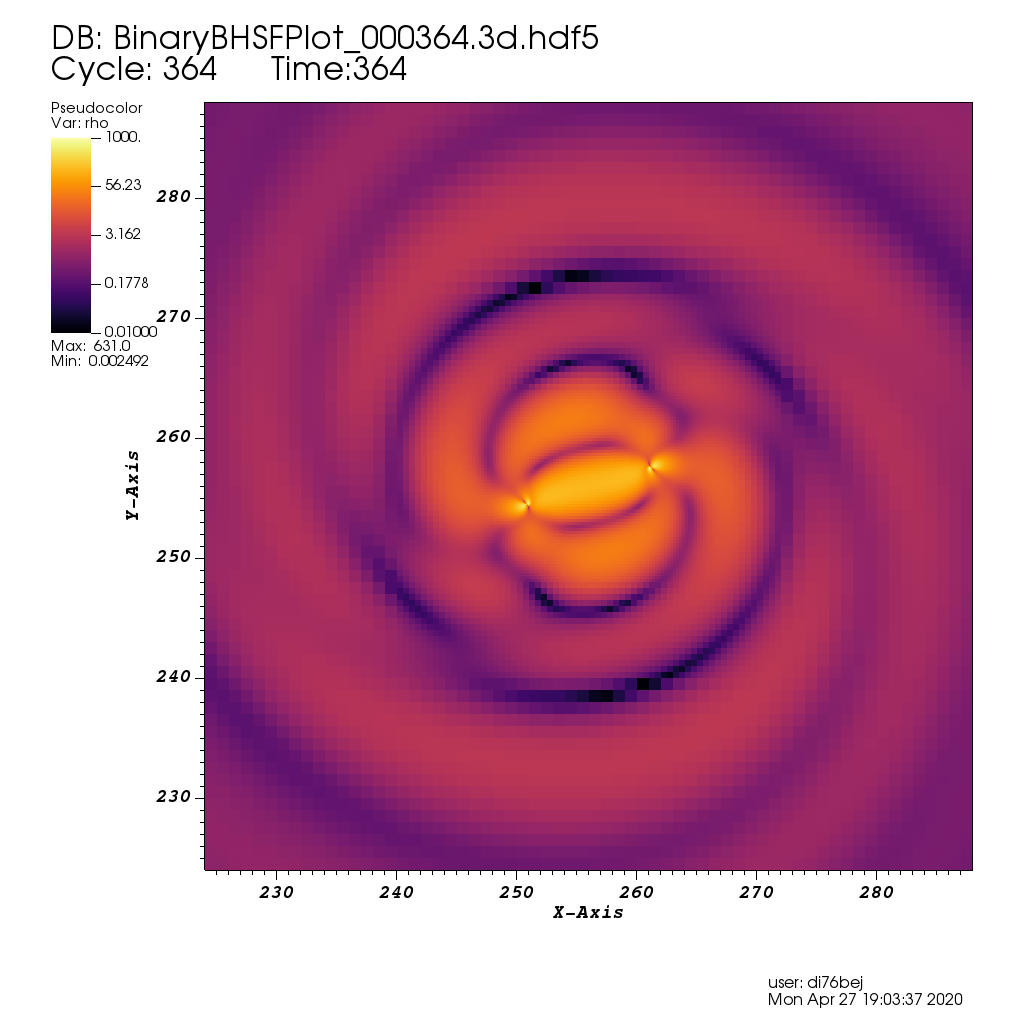 DB: BinaryBHSFPlot_000364.3d.hdf5
Cycle: 364 Time:364
Pseudocolor
Var: rho
1000.
56.23
3.162
0.1778
0.01000
Max: 631.0
Min: 0.002492
280
270
260
250
240
230
Y-Axis
230 240 250 260 270 280
X-Axis
user: di76bej
Mon Apr 27 19:03:37 2020